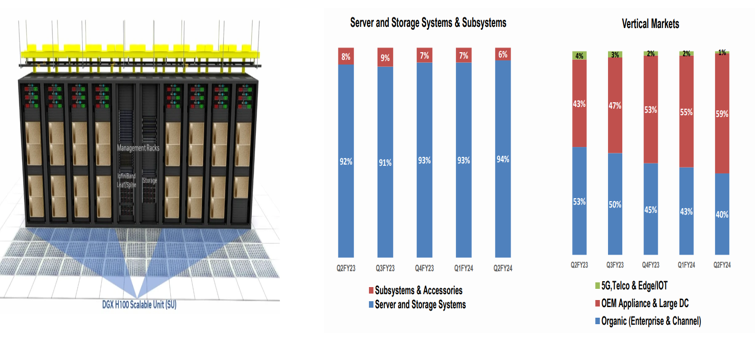 Management Racks
Storage
DGX H100 Scalable Unit (SU)
Server and Storage Systems & Subsystems
8%
9%
7%
7%
6%
92%
91%
93%
93%
94%
Q2FY23
Q3FY23
Q4FY23
Q1FY24
Q2FY24
Subsystems & Accessories
Server and Storage Systems
Vertical Markets
4%
3%
2%
2%
1%
43%
47%
53%
55%
59%
53%
50%
45%
43%
40%
Q2FY23
Q3FY23
Q4FY23
Q1FY24
Q2FY24
5G,Telco & Edge/IOT
OEM Appliance & Large DC
Organic (Enterprise & Channel)